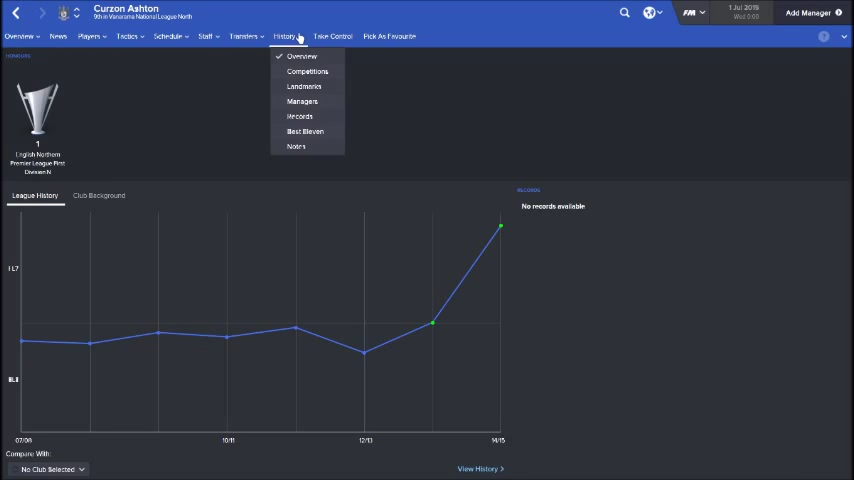 Curzon Ashton
9th in Vanarama National League North
FM
1 Jul 2015
Wed 0:00
Add Manager
Overview
News
Players
Tactics
Schedule
Staff
Transfers
History
Take Control
Pick As Favourite
?
HONOURS
Overview
Competitions
Landmarks
Managers
Records
Best Eleven
Notes
1
English Northern
Premier League First
Division N
League History
Club Background
RECORDS
No records available
07/08
10/11
12/13
14/15
Compare With:
No Club Selected
View History